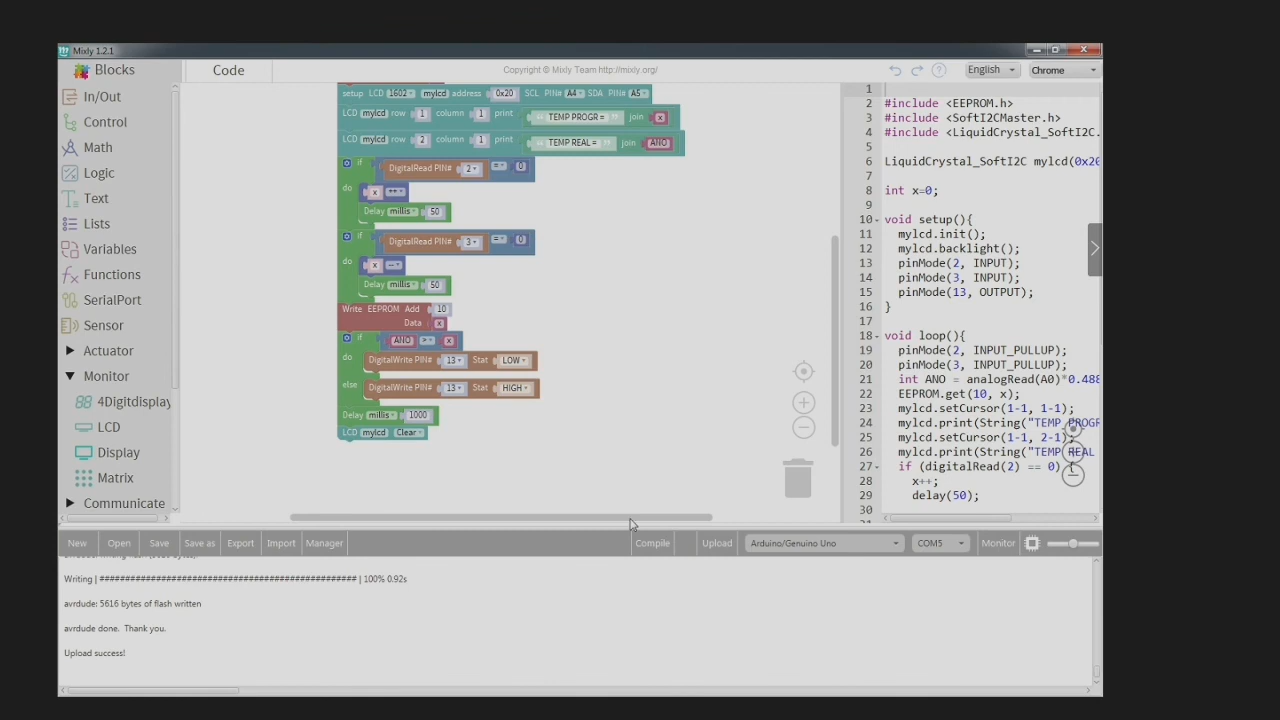 Mixly 1.2.1
Blocks
Code
Copyright © Mixly Team http://mixly.org/
English
Chrome
In/Out
Control
Math
Logic
Text
Lists
Variables
Functions
SerialPort
Sensor
Actuator
Monitor
4Digitdisplay
LCD
Display
Matrix
Communicate
setup LCD 1602 mylcd address 0x20 SCL PIN# A4 SDA PIN# A5
LCD mylcd row 1 column 1 print “ TEMP PROGR = ” join x
LCD mylcd row 2 column 1 print “ TEMP REAL = ” join ANO
if DigitalRead PIN# 2 = 0
do x ++
Delay millis 50
if DigitalRead PIN# 3 = 0
do x --
Delay millis 50
Write EEPROM Add 10
Data x
if ANO > x
do DigitalWrite PIN# 13 Stat LOW
else DigitalWrite PIN# 13 Stat HIGH
Delay millis 1000
LCD mylcd Clear
1
2 #include <EEPROM.h>
3 #include <SoftI2CMaster.h>
4 #include <LiquidCrystal_SoftI2C.
5
6 LiquidCrystal_SoftI2C mylcd(0x20
7
8 int x=0;
9
10 void setup(){
11 mylcd.init();
12 mylcd.backlight();
13 pinMode(2, INPUT);
14 pinMode(3, INPUT);
15 pinMode(13, OUTPUT);
16 }
17
18 void loop(){
19 pinMode(2, INPUT_PULLUP);
20 pinMode(3, INPUT_PULLUP);
21 int ANO = analogRead(A0)*0.488
22 EEPROM.get(10, x);
23 mylcd.setCursor(1-1, 1-1);
24 mylcd.print(String("TEMP PROGR
25 mylcd.setCursor(1-1, 2-1);
26 mylcd.print(String("TEMP REAL
27 if (digitalRead(2) == 0) {
28 x++;
29 delay(50);
30
New
Open
Save
Save as
Export
Import
Manager
Compile
Upload
Arduino/Genuino Uno
COM5
Monitor
Writing | ################################################## | 100% 0.92s
avrdude: 5616 bytes of flash written
avrdude done. Thank you.
Upload success!